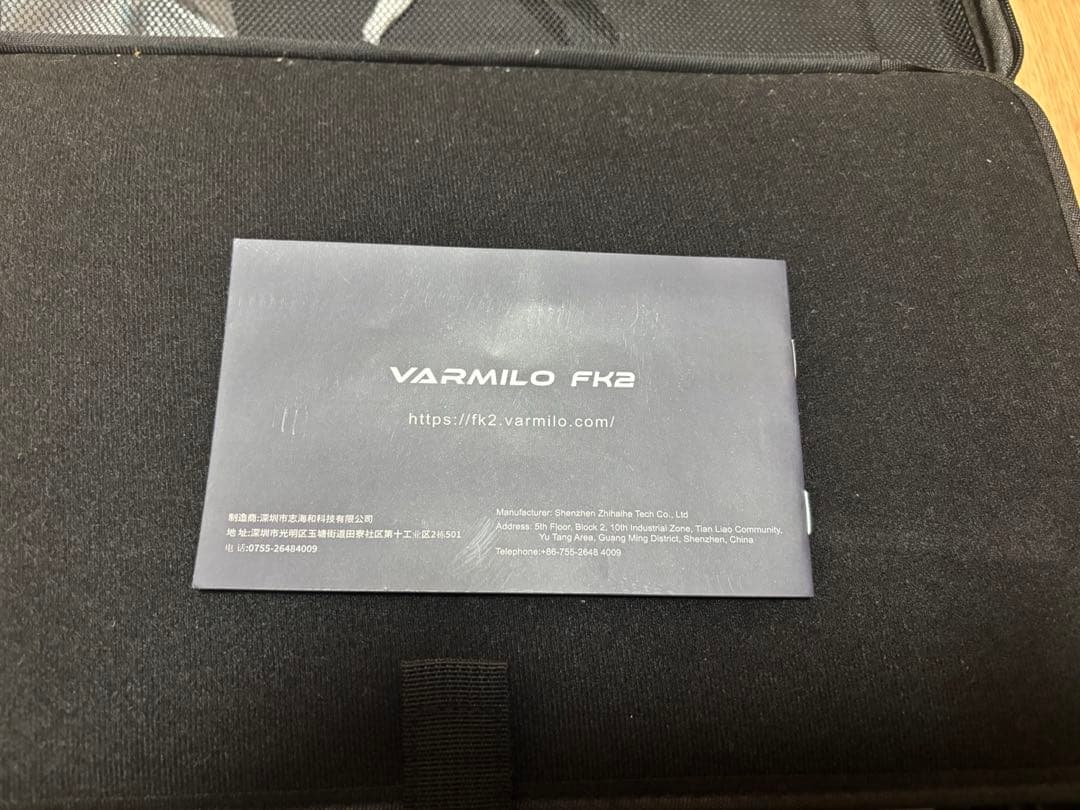 VARMILO FK2
https://fk2.varmilo.com/
制造商:深圳市志海和科技有限公司
地 址:深圳市光明区玉塘街道田寮社区第十工业区2栋501
电 话:0755-26484009
Manufacturer: Shenzhen Zhihaihe Tech Co., Ltd
Address: 5th Floor, Block 2, 10th Industrial Zone, Tian Liao Community,
Yu Tang Area, Guang Ming District, Shenzhen, China
Telephone:+86-755-2648 4009